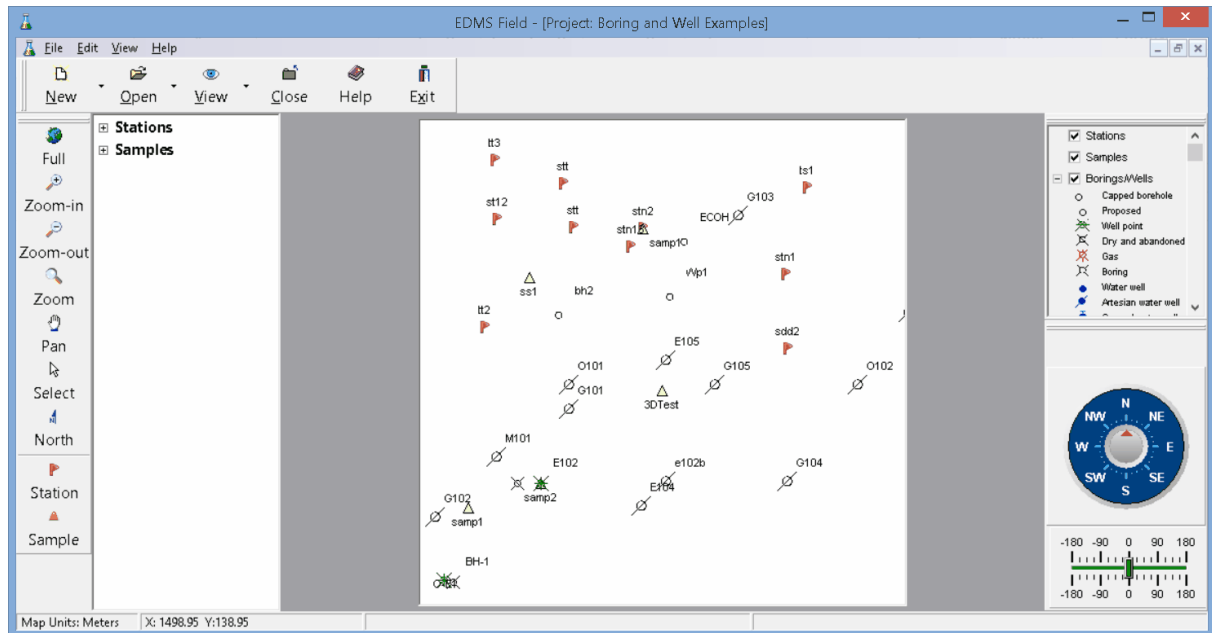 EDMS Field - [Project: Boring and Well Examples]
File Edit View Help
New Open View Close Help Exit
Full
Zoom-in
Zoom-out
Zoom
Pan
Select
North
Station
Sample
Stations
Samples
tt3
stt
ts1
st12
stt
stn2
ECOH
G103
samp1
stn1
Wp1
ss1
bh2
tt2
sdd2
E105
O101
G105
O102
G101
3DTest
M101
E102
e102b
G104
samp2
E104
G102
samp1
BH-1
Stations
Samples
Borings/Wells
Capped borehole
Proposed
Well point
Dry and abandoned
Gas
Boring
Water well
Artesian water well
N
NW NE
W E
SW SE
S
-180 -90 0 90 180
-180 -90 0 90 180
Map Units: Meters X: 1498.95 Y:138.95